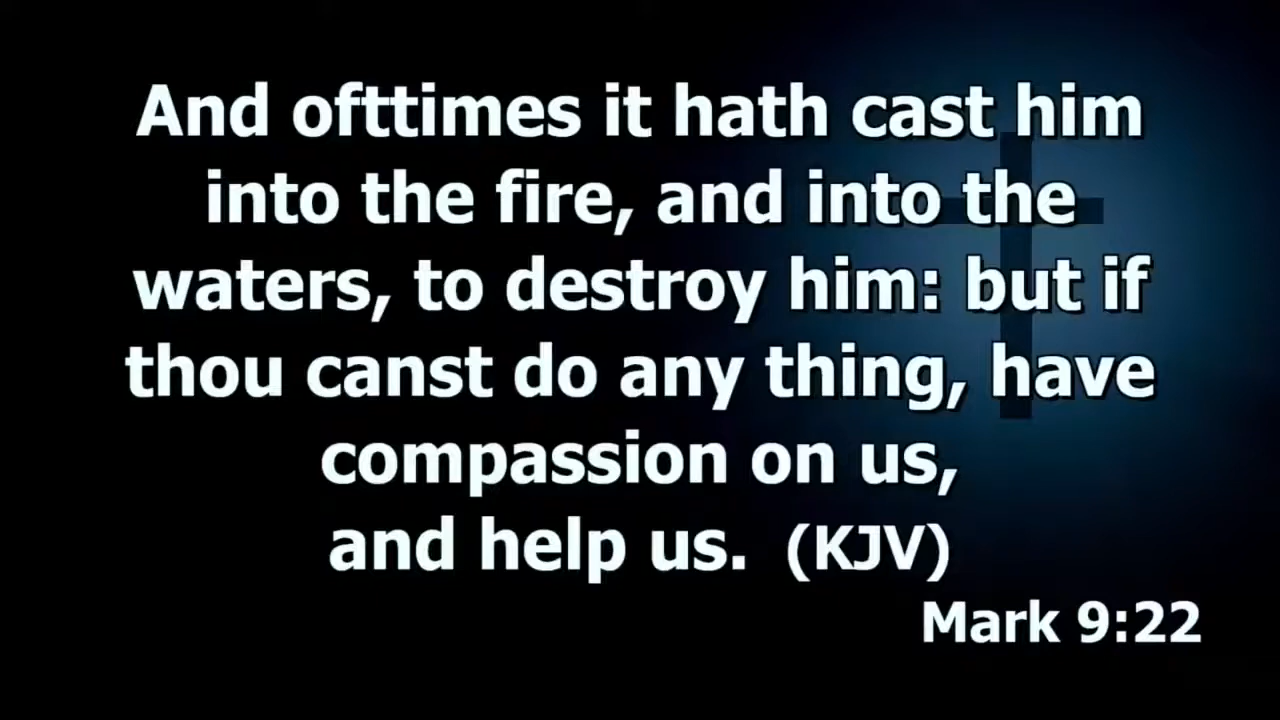 And ofttimes it hath cast him
into the fire, and into the
waters, to destroy him: but if
thou canst do any thing, have
compassion on us,
and help us. (KJV)
Mark 9:22